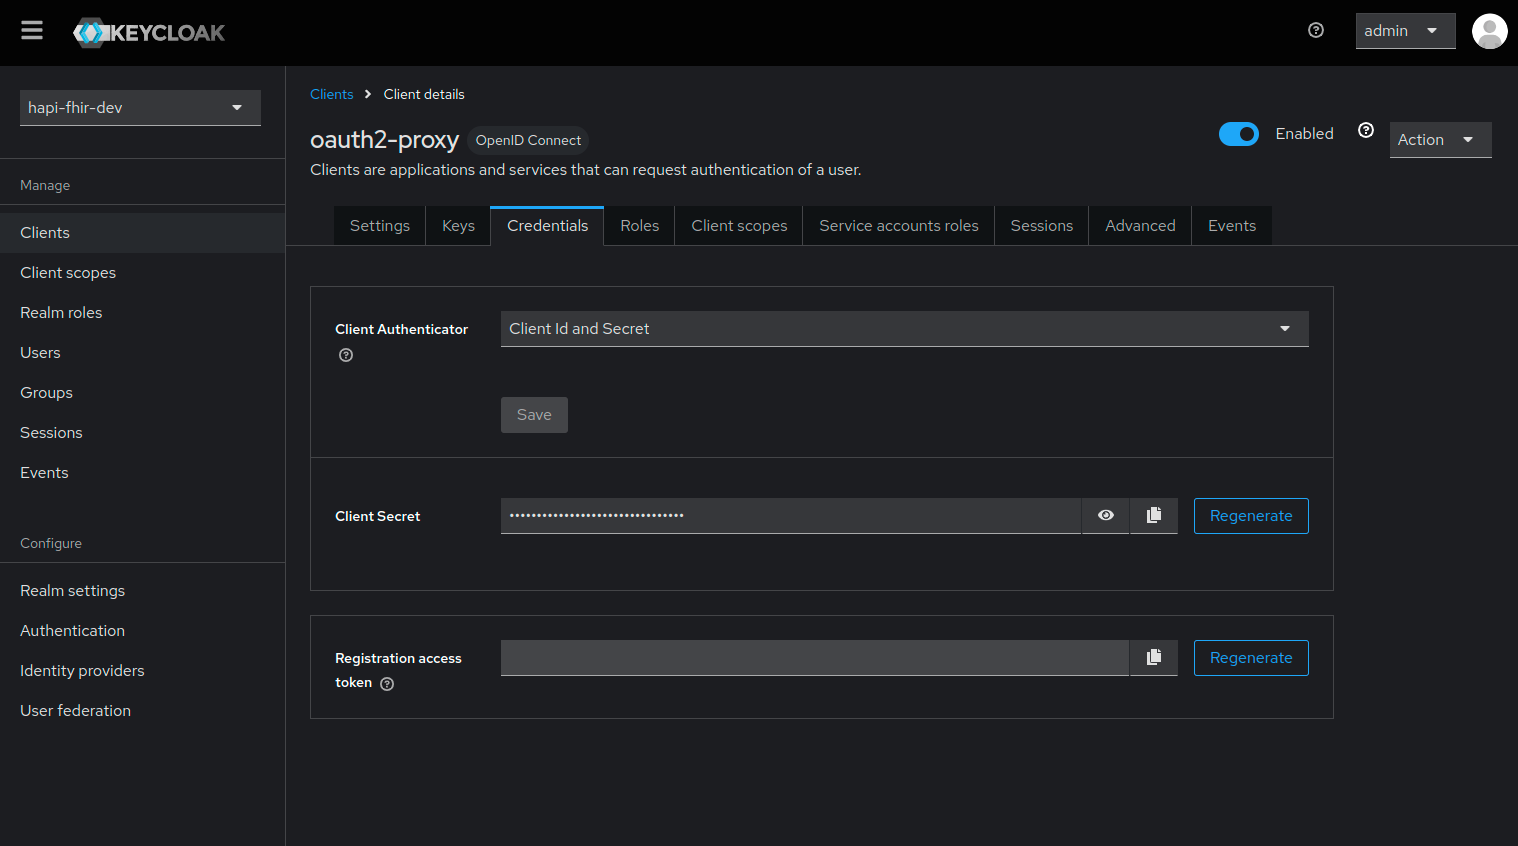 KEYCLOAK
admin
hapi-fhir-dev
Manage
Clients
Client scopes
Realm roles
Users
Groups
Sessions
Events
Configure
Realm settings
Authentication
Identity providers
User federation
Clients > Client details
oauth2-proxy OpenID Connect
Enabled
Action
Clients are applications and services that can request authentication of a user.
Settings Keys Credentials Roles Client scopes Service accounts roles Sessions Advanced Events
Client Authenticator
Client Id and Secret
Save
Client Secret
•••••••••••••••••••••••••••••••• Regenerate
Registration access
token
Regenerate